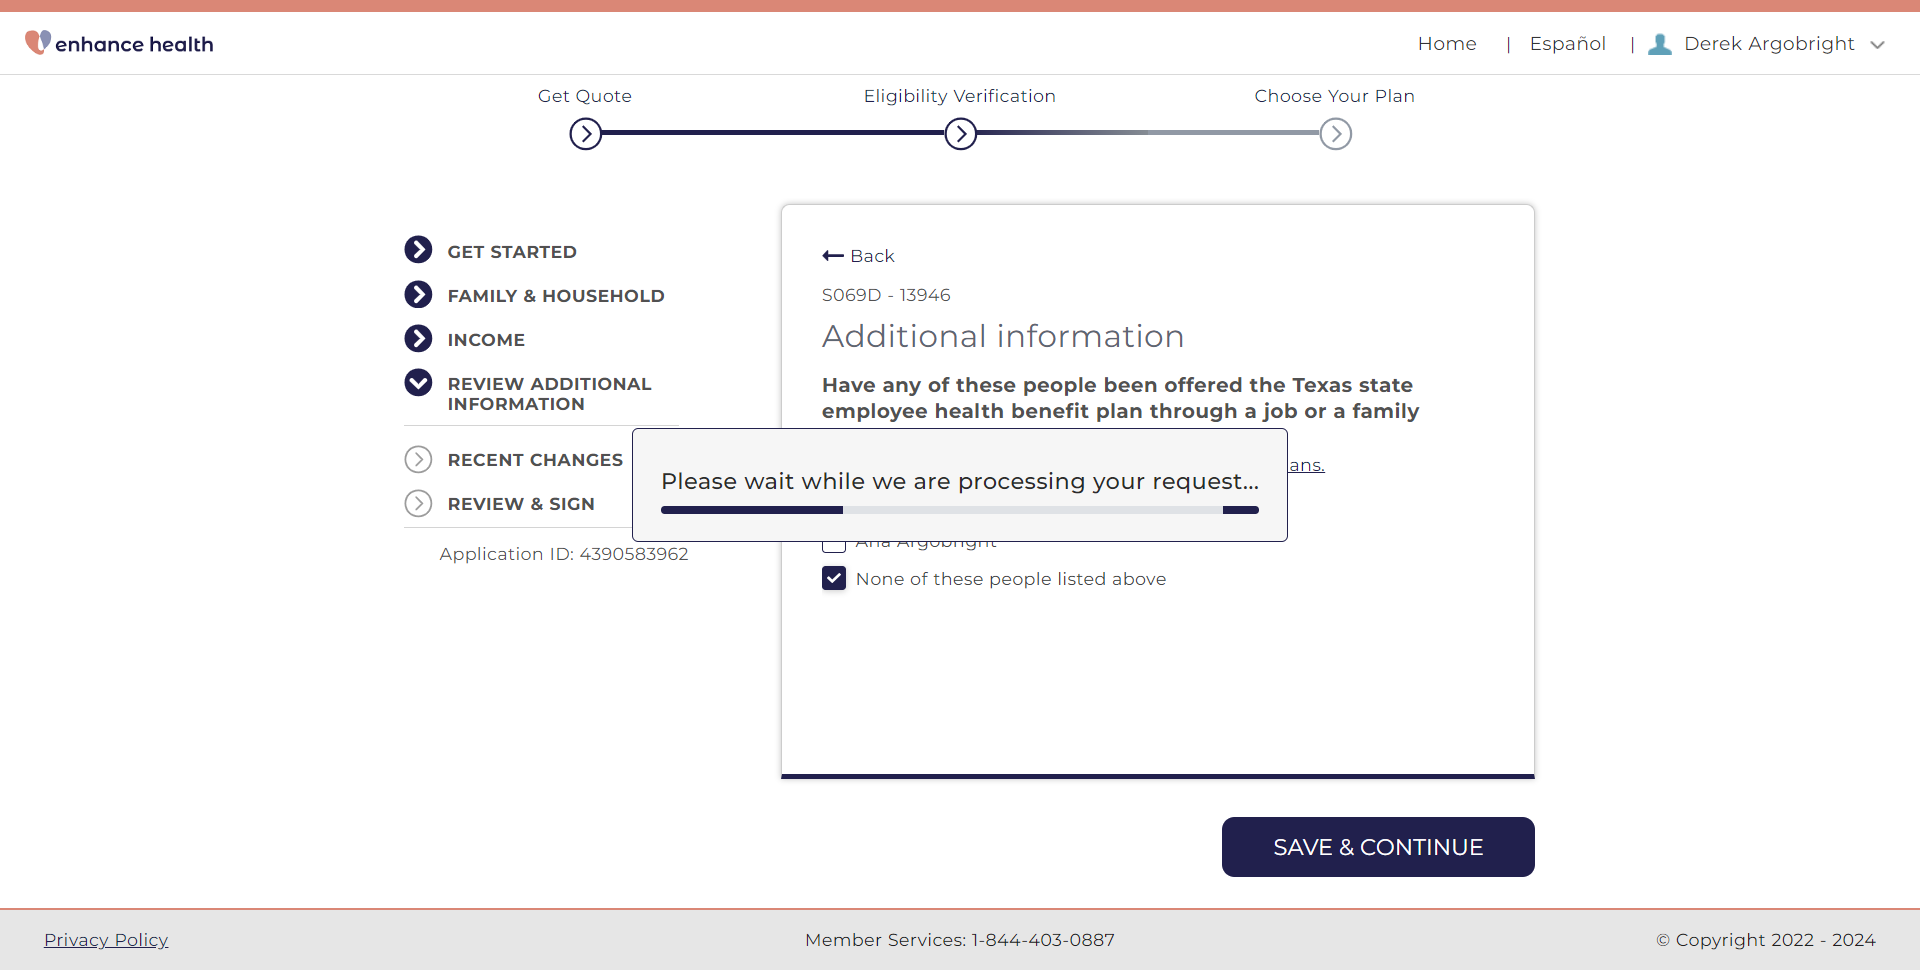 enhance health
Home | Español | Derek Argobright
Get Quote
Eligibility Verification
Choose Your Plan
GET STARTED
FAMILY & HOUSEHOLD
INCOME
REVIEW ADDITIONAL
INFORMATION
RECENT CHANGES
REVIEW & SIGN
Application ID: 4390583962
Back
S069D - 13946
Additional information
Have any of these people been offered the Texas state
employee health benefit plan through a job or a family
ans.
Please wait while we are processing your request...
Argobright
None of these people listed above
SAVE & CONTINUE
Privacy Policy
Member Services: 1-844-403-0887
© Copyright 2022 - 2024